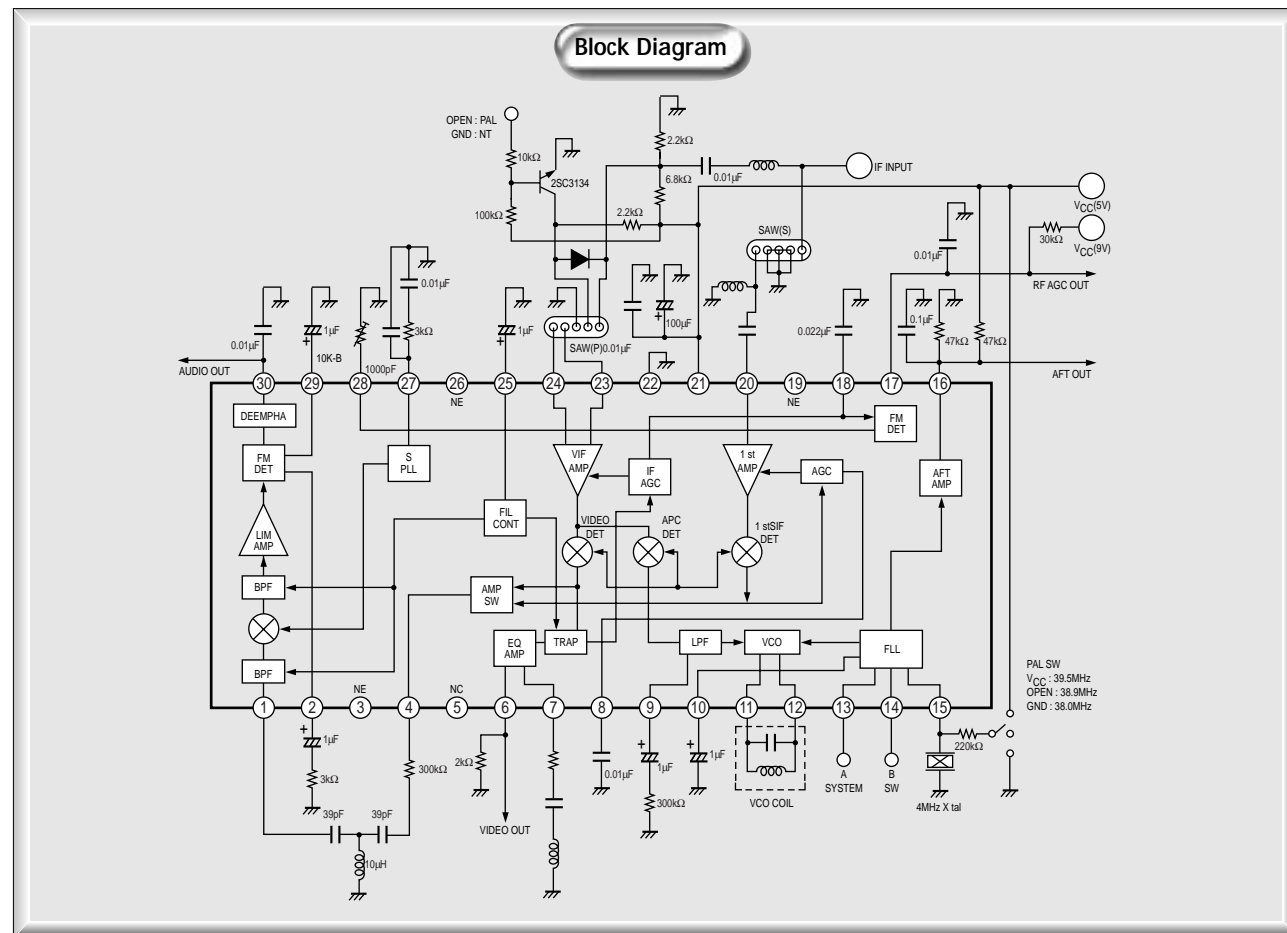 Block Diagram
OPEN : PAL
GND : NT
10kΩ
2SC3134
100kΩ
2.2kΩ
2.2kΩ
6.8kΩ
0.01µF
IF INPUT
VCC(5V)
VCC(9V)
30kΩ
SAW(S)
0.01µF
RF AGC OUT
0.01µF
1µF
10K-B
0.01µF
3kΩ
1000pF
1µF
SAW(P)
0.01µF
100µF
0.022µF
0.1µF
47kΩ
47kΩ
AUDIO OUT
AFT OUT
30
29
28
27
26
25
24
23
22
21
20
19
18
17
16
NE
NE
DEEMPHA
FM
DET
S
PLL
VIF
AMP
IF
AGC
1 st
AMP
AGC
FM
DET
AFT
AMP
LIM
AMP
FIL
CONT
VIDEO
DET
APC
DET
1 stSIF
DET
BPF
AMP
SW
BPF
EQ
AMP
TRAP
LPF
VCO
FLL
PAL SW
VCC : 39.5MHz
OPEN : 38.9MHz
GND : 38.0MHz
NE
NC
1
2
3
4
5
6
7
8
9
10
11
12
13
14
15
1µF
3kΩ
300kΩ
2kΩ
0.01µF
1µF
300kΩ
1µF
VCO COIL
A
SYSTEM
B
SW
220kΩ
4MHz X tal
39pF
39pF
10µH
VIDEO OUT